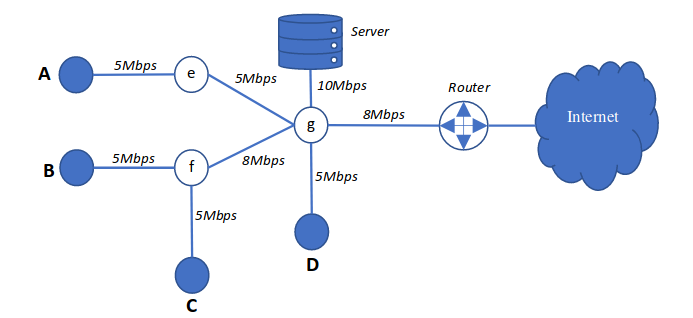 Server
A
5Mbps
e
5Mbps
10Mbps
Router
g
8Mbps
Internet
B
5Mbps
f
8Mbps
5Mbps
5Mbps
D
C